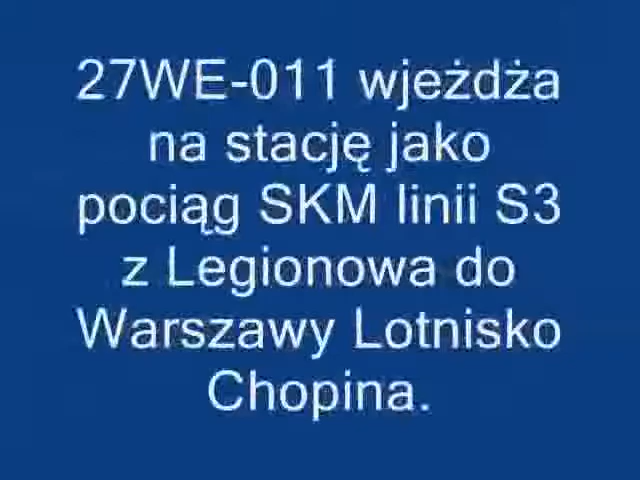 27WE-011 wjeżdża
na stację jako
pociąg SKM linii S3
z Legionowa do
Warszawy Lotnisko
Chopina.